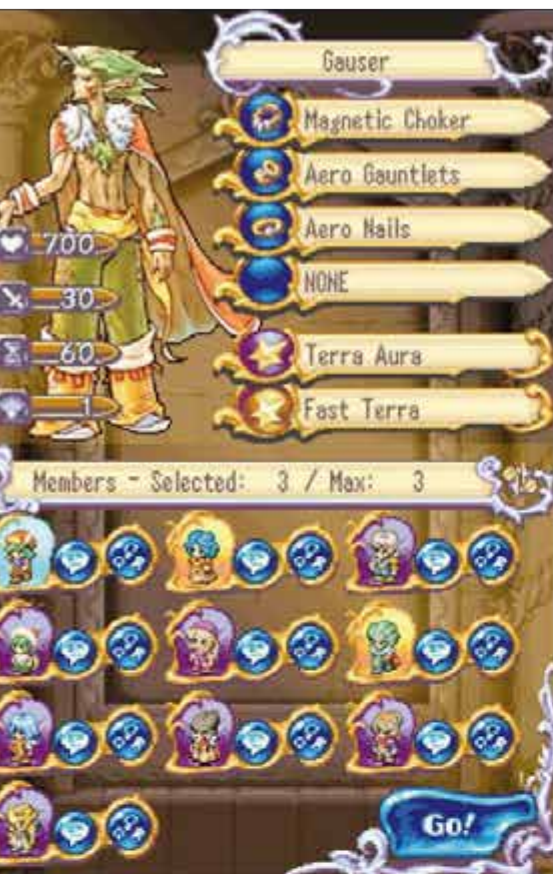 Gauser
Magnetic Choker
Aero Gauntlets
Aero Nails
NONE
Terra Aura
Fast Terra
700
30
60
1
Members - Selected: 3 / Max: 3
Go!